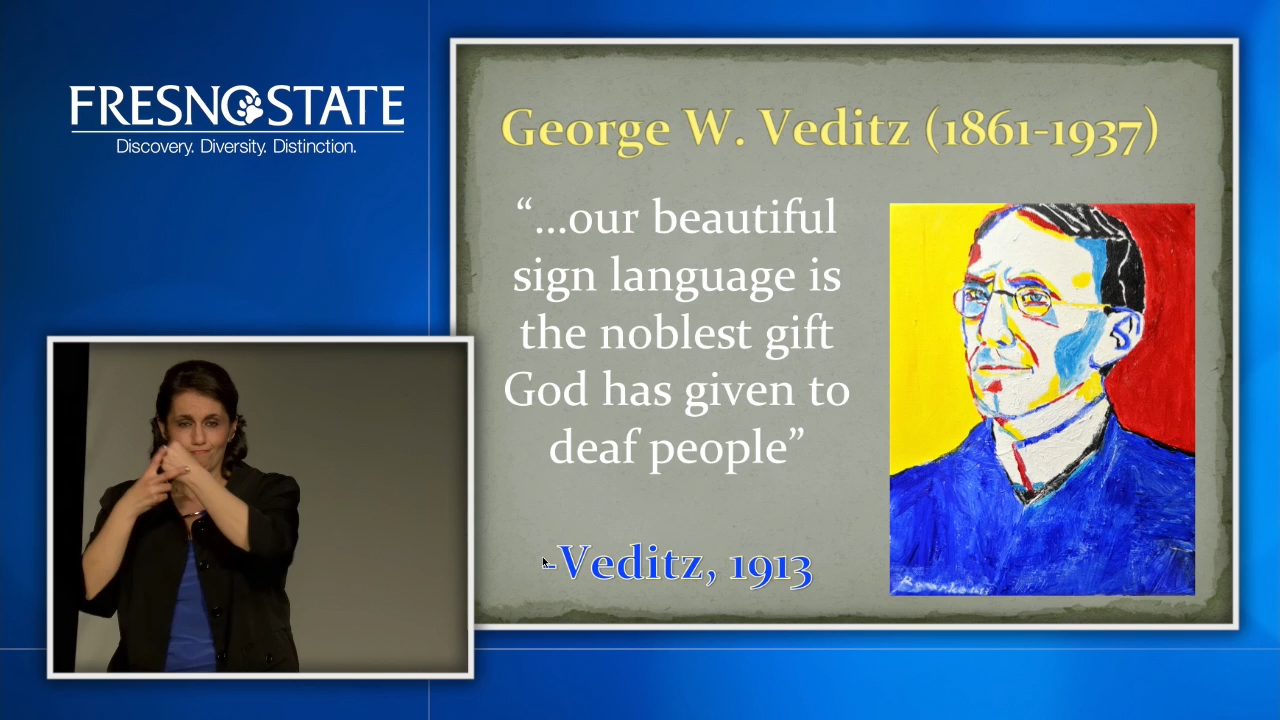 FRESNO STATE
Discovery. Diversity. Distinction.
George W. Veditz (1861-1937)
“...our beautiful
sign language is
the noblest gift
God has given to
deaf people”
-Veditz, 1913